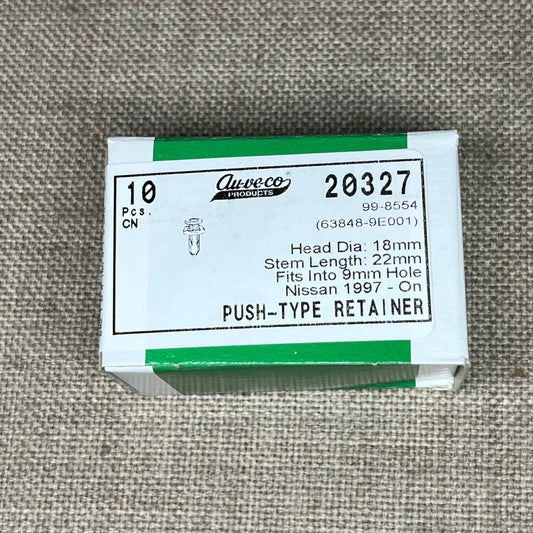 10
Pcs.
CN
Au-ve-co
PRODUCTS
20327
99-8554
(63848-9E001)
Head Dia: 18mm
Stem Length: 22mm
Fits Into 9mm Hole
Nissan 1997 - On
PUSH-TYPE RETAINER